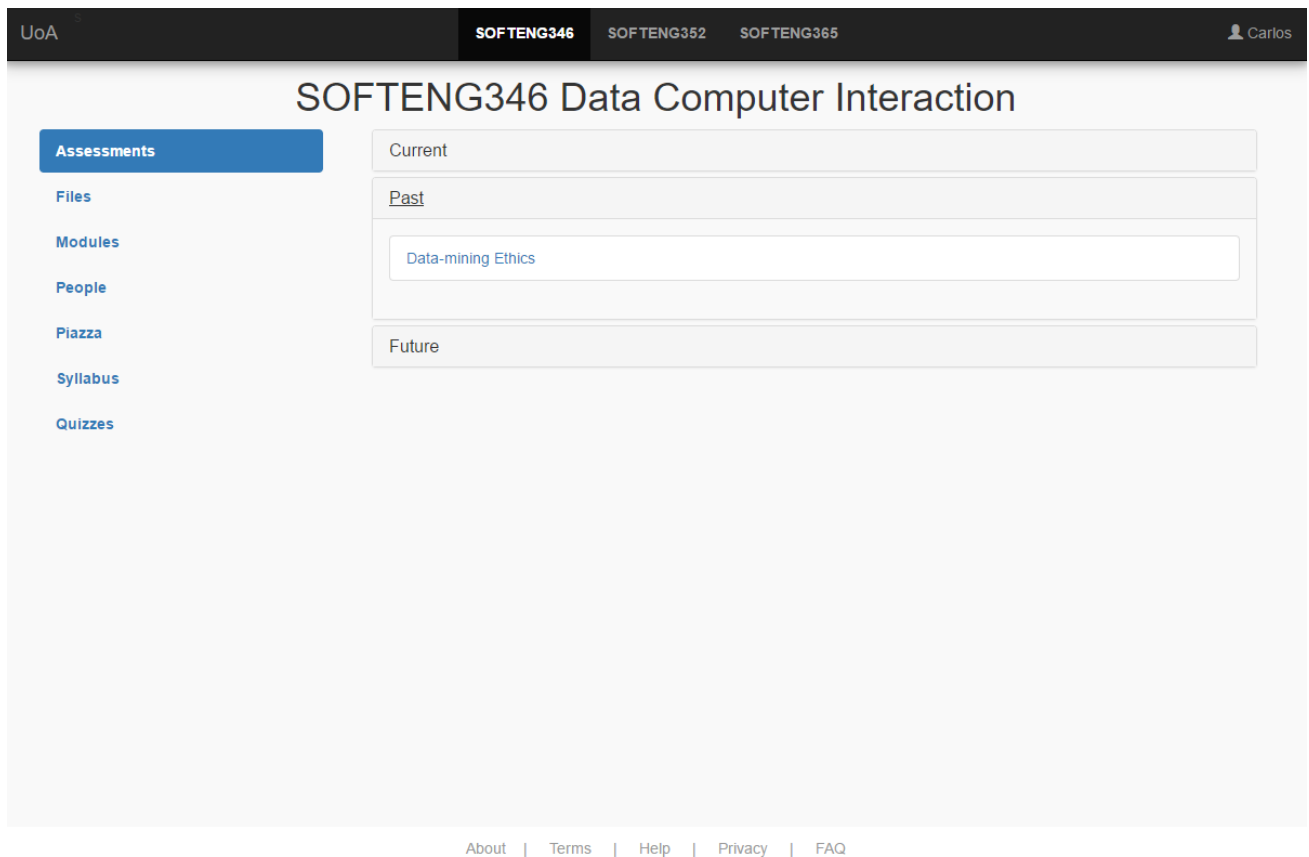 UoA s SOFTENG346 SOFTENG352 SOFTENG365 Carlos
SOFTENG346 Data Computer Interaction
Assessments
Files
Modules
People
Piazza
Syllabus
Quizzes
Current
Past
Data-mining Ethics
Future
About | Terms | Help | Privacy | FAQ